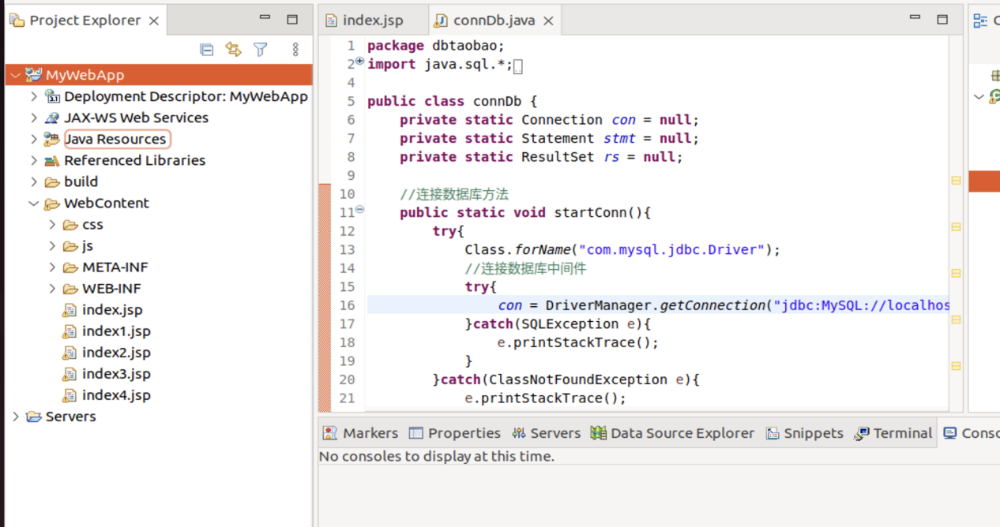 Project Explorer
MyWebApp
Deployment Descriptor: MyWebApp
JAX-WS Web Services
Java Resources
Referenced Libraries
build
WebContent
css
js
META-INF
WEB-INF
index.jsp
index1.jsp
index2.jsp
index3.jsp
index4.jsp
Servers
index.jsp connDb.java
1 package dbtaobao;
2 import java.sql.*;
4
5 public class connDb {
6 private static Connection con = null;
7 private static Statement stmt = null;
8 private static ResultSet rs = null;
9
10 //连接数据库方法
11 public static void startConn(){
12 try{
13 Class.forName("com.mysql.jdbc.Driver");
14 //连接数据库中间件
15 try{
16 con = DriverManager.getConnection("jdbc:MySQL://localhos
17 }catch(SQLException e){
18 e.printStackTrace();
19 }
20 }catch(ClassNotFoundException e){
21 e.printStackTrace();
Markers Properties Servers Data Source Explorer Snippets Terminal Conso
No consoles to display at this time.